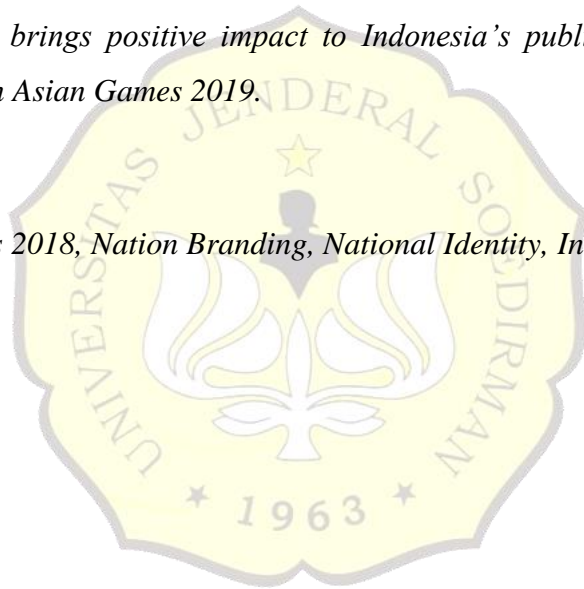 brings positive impact to Indonesia's publ
n Asian Games 2019.
s 2018, Nation Branding, National Identity, In
UNIVERSITAS JENDERAL SOEDIRMAN
* 1963 *